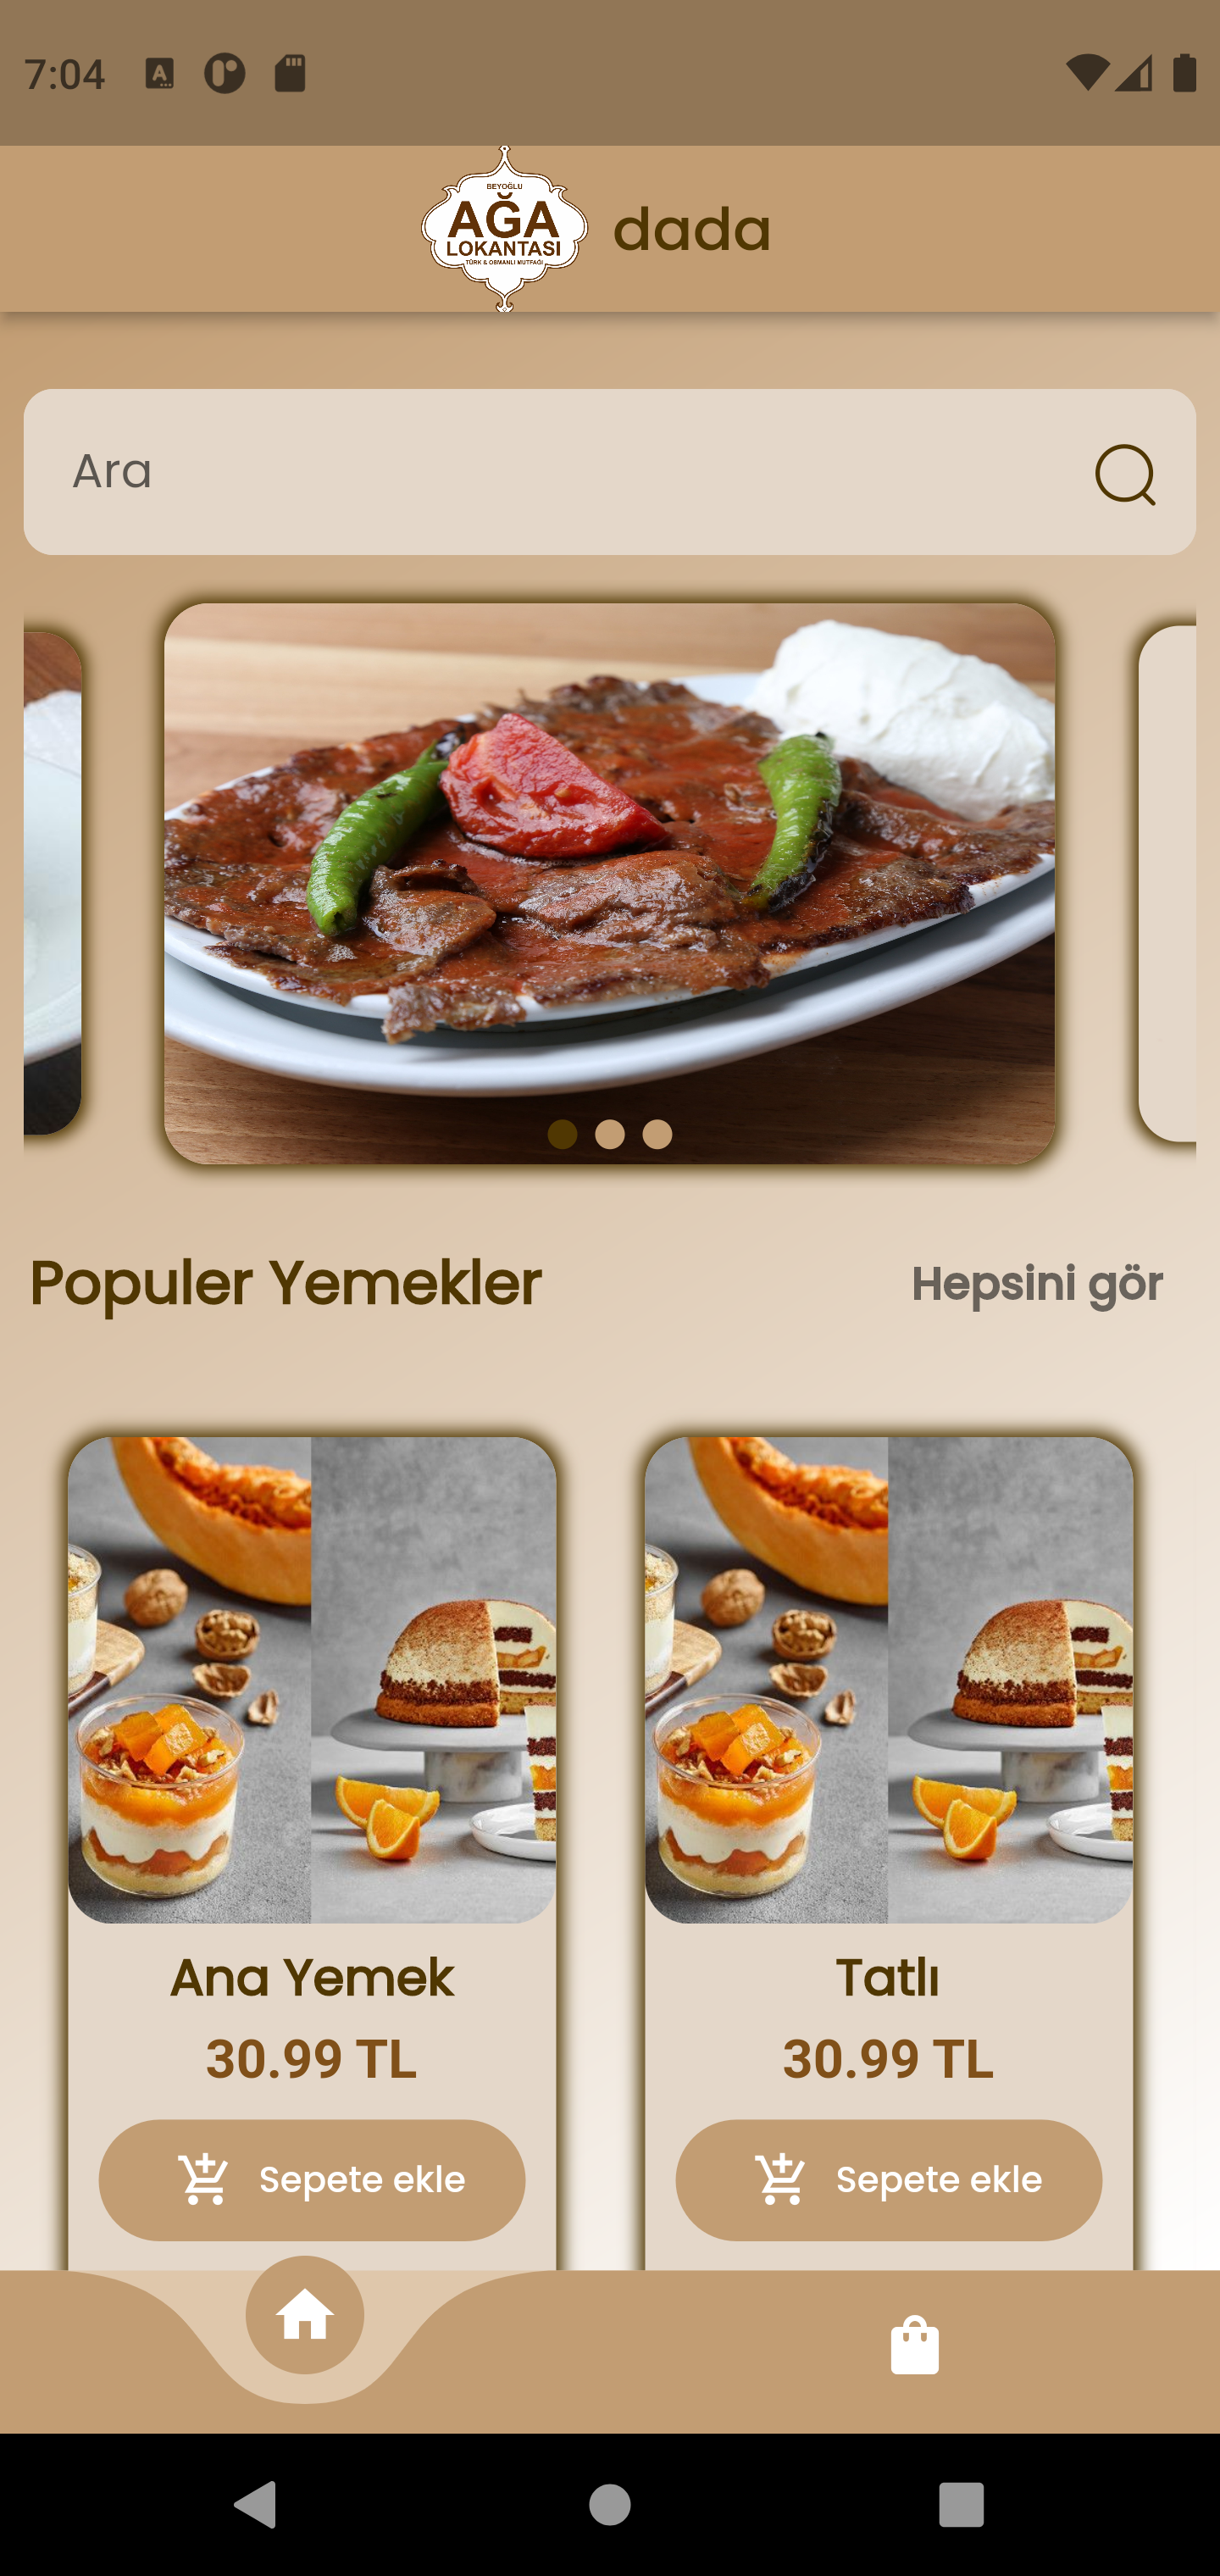 7:04
BEYOĞLU
AĞA
LOKANTASI
TÜRK & OSMANLI MUTFAĞI
dada
Ara
Populer Yemekler
Hepsini gör
Ana Yemek
30.99 TL
Sepete ekle
Tatlı
30.99 TL
Sepete ekle